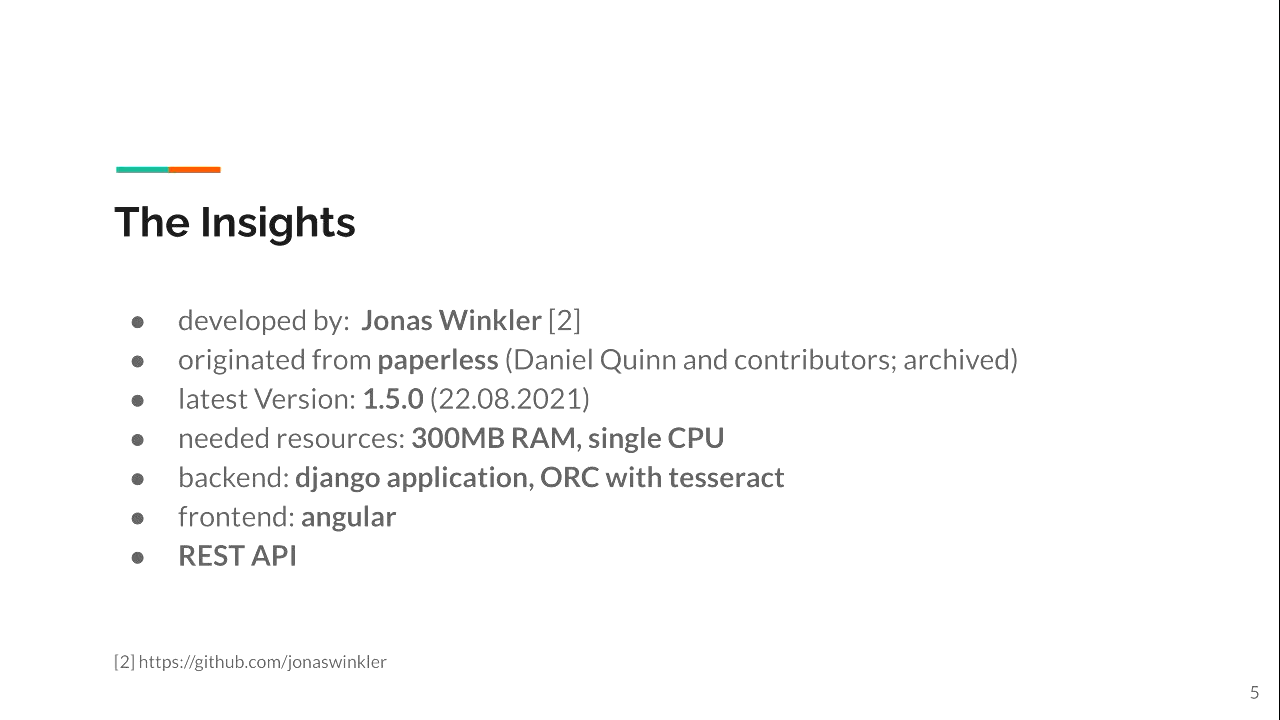 The Insights
● developed by: Jonas Winkler [2]
● originated from paperless (Daniel Quinn and contributors; archived)
● latest Version: 1.5.0 (22.08.2021)
● needed resources: 300MB RAM, single CPU
● backend: django application, ORC with tesseract
● frontend: angular
● REST API
[2] https://github.com/jonaswinkler
5